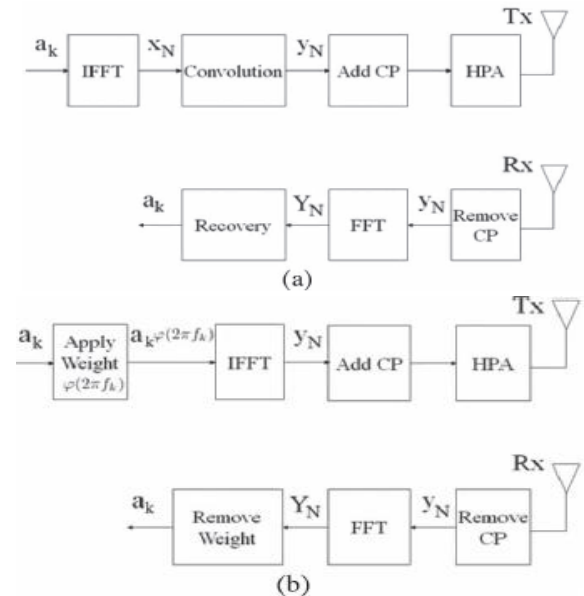 Tx
a_k x_N y_N
IFFT Convolution Add CP HPA
Rx
a_k Y_N y_N
Recovery FFT Remove CP
(a)
Tx
a_k a_kφ(2πf_k) y_N
Apply Weight φ(2πf_k) IFFT Add CP HPA
Rx
a_k Y_N y_N
Remove Weight FFT Remove CP
(b)